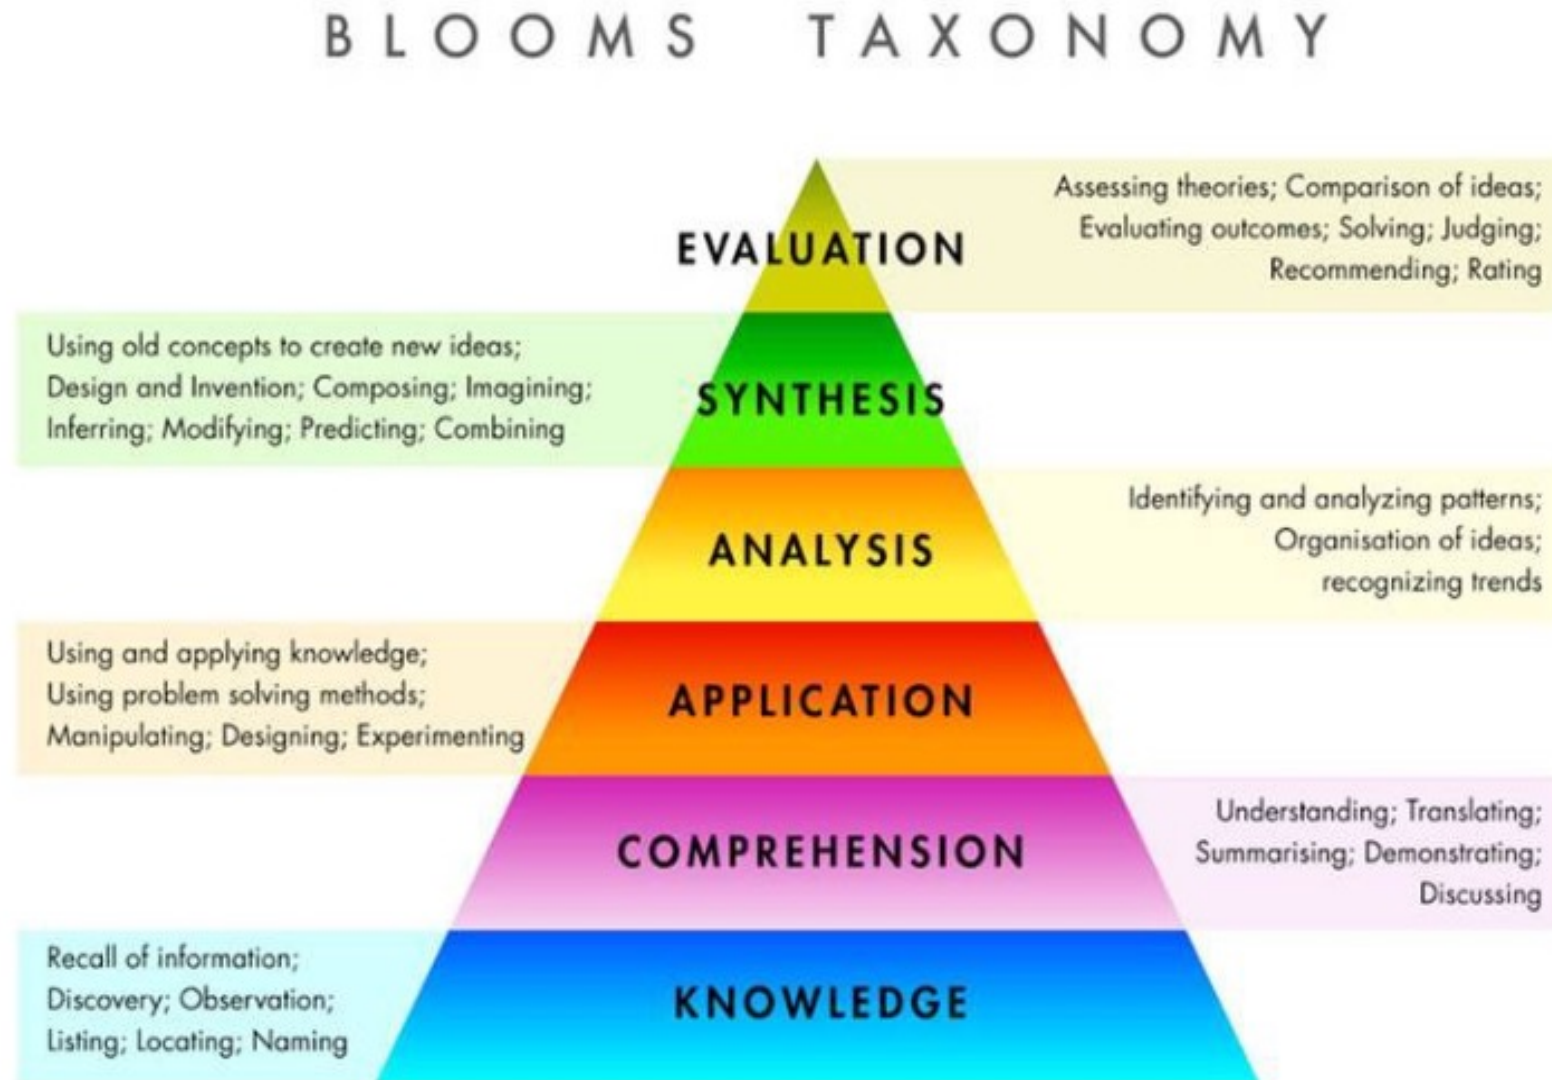 BLOOMS TAXONOMY
EVALUATION
Assessing theories; Comparison of ideas;
Evaluating outcomes; Solving; Judging;
Recommending; Rating
Using old concepts to create new ideas;
Design and Invention; Composing; Imagining;
Inferring; Modifying; Predicting; Combining
SYNTHESIS
ANALYSIS
Identifying and analyzing patterns;
Organisation of ideas;
recognizing trends
Using and applying knowledge;
Using problem solving methods;
Manipulating; Designing; Experimenting
APPLICATION
COMPREHENSION
Understanding; Translating;
Summarising; Demonstrating;
Discussing
Recall of information;
Discovery; Observation;
Listing; Locating; Naming
KNOWLEDGE